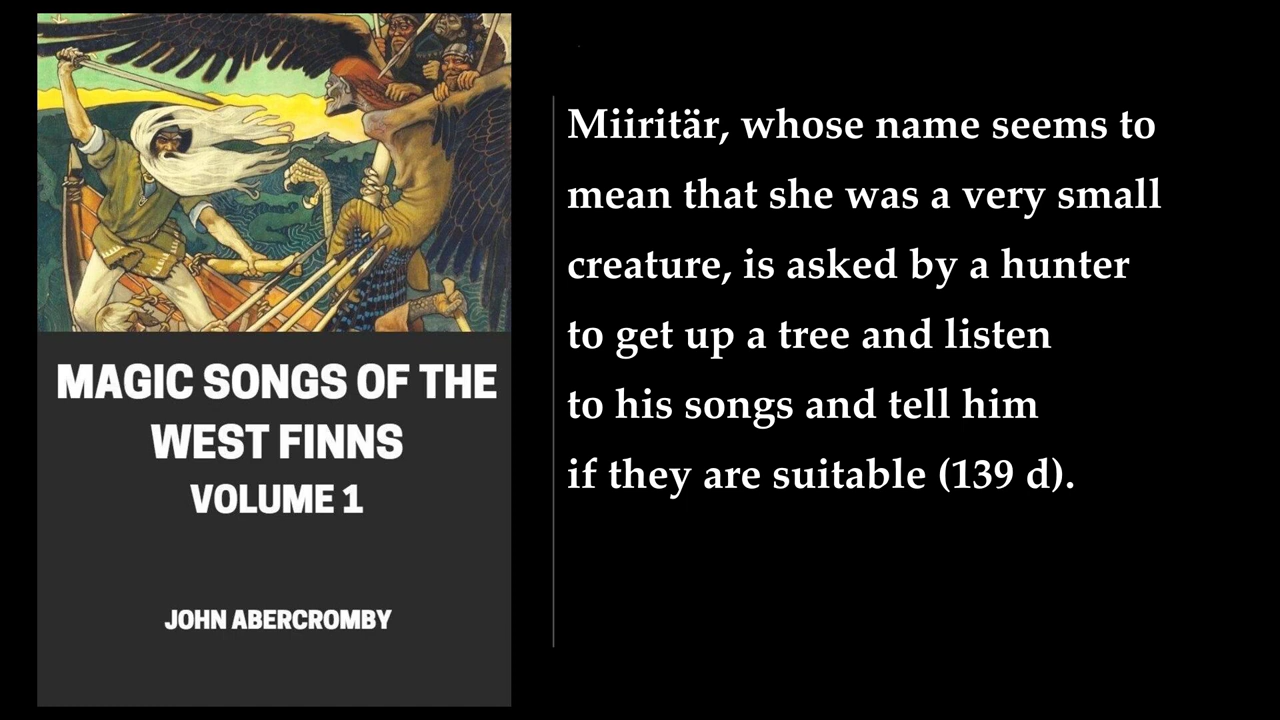 MAGIC SONGS OF THE
WEST FINNS
VOLUME 1
JOHN ABERCROMBY
Miiritär, whose name seems to
mean that she was a very small
creature, is asked by a hunter
to get up a tree and listen
to his songs and tell him
if they are suitable (139 d).